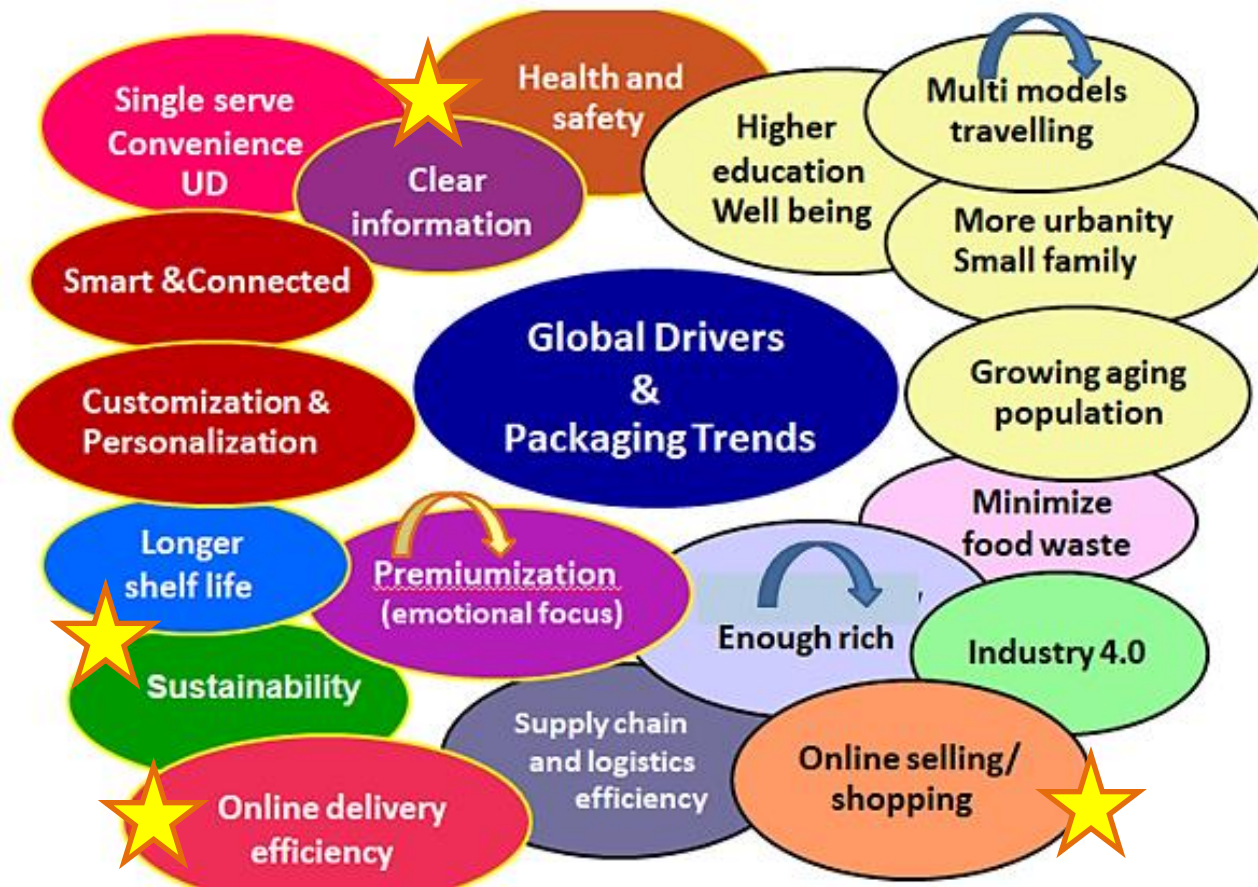 Single serve
Convenience
UD
Health and
safety
Clear
information
Higher
education
Well being
Multi models
travelling
More urbanity
Small family
Smart &Connected
Global Drivers
&
Packaging Trends
Growing aging
population
Customization &
Personalization
Minimize
food waste
Longer
shelf life
Premiumization
(emotional focus)
Enough rich
Industry 4.0
Sustainability
Supply chain
and logistics
efficiency
Online selling/
shopping
Online delivery
efficiency